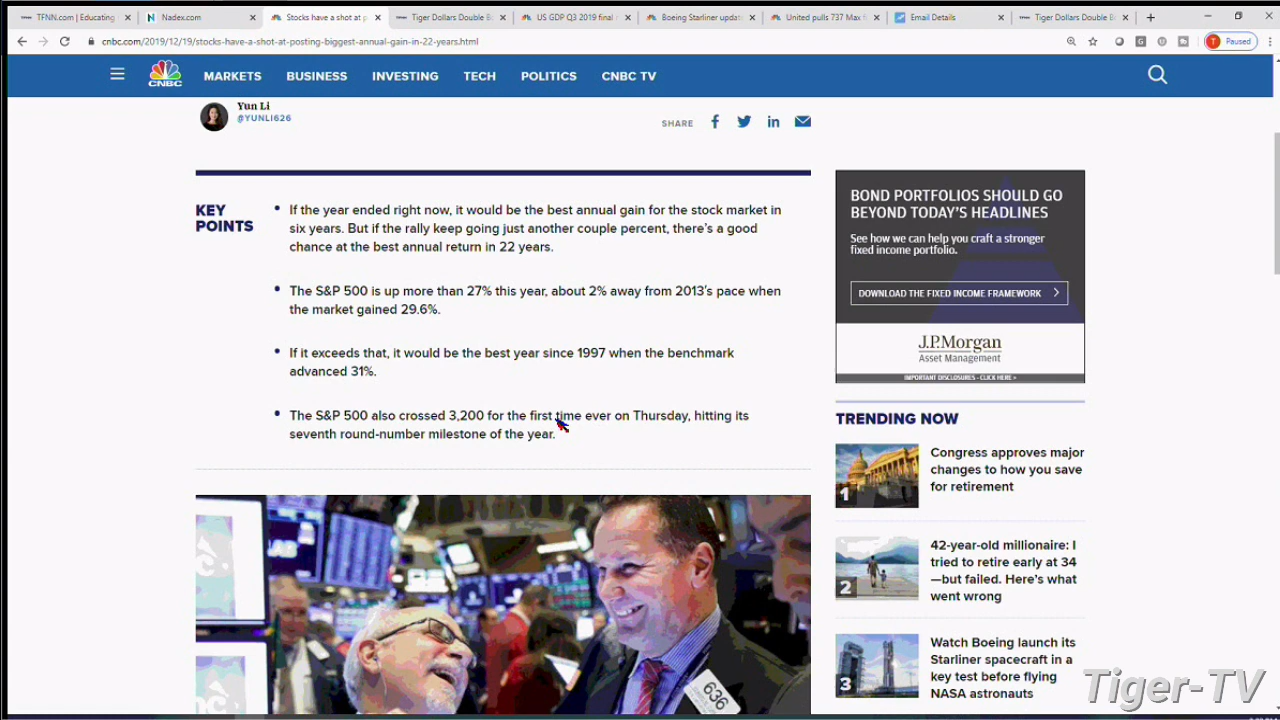 TFNN.com | Educating
Nadex.com
Stocks have a shot at p
Tiger Dollars Double
US GDP Q3 2019 final
Boeing Starliner updat
United pulls 737 Max f
Email Details
Tiger Dollars Double B
cnbc.com/2019/12/19/stocks-have-a-shot-at-posting-biggest-annual-gain-in-22-years.html
T Paused
CNBC
MARKETS BUSINESS INVESTING TECH POLITICS CNBC TV
Yun Li
@YUNLI626
SHARE
KEY
POINTS
If the year ended right now, it would be the best annual gain for the stock market in
six years. But if the rally keep going just another couple percent, there's a good
chance at the best annual return in 22 years.
The S&P 500 is up more than 27% this year, about 2% away from 2013's pace when
the market gained 29.6%.
If it exceeds that, it would be the best year since 1997 when the benchmark
advanced 31%.
The S&P 500 also crossed 3,200 for the first time ever on Thursday, hitting its
seventh round-number milestone of the year.
636
BOND PORTFOLIOS SHOULD GO
BEYOND TODAY'S HEADLINES
See how we can help you craft a stronger
fixed income portfolio.
DOWNLOAD THE FIXED INCOME FRAMEWORK
J.P.Morgan
Asset Management
IMPORTANT DISCLOSURES - CLICK HERE >
TRENDING NOW
1
Congress approves major
changes to how you save
for retirement
2
42-year-old millionaire: I
tried to retire early at 34
—but failed. Here's what
went wrong
3
Watch Boeing launch its
Starliner spacecraft in a
key test before flying
NASA astronauts
Tiger-TV